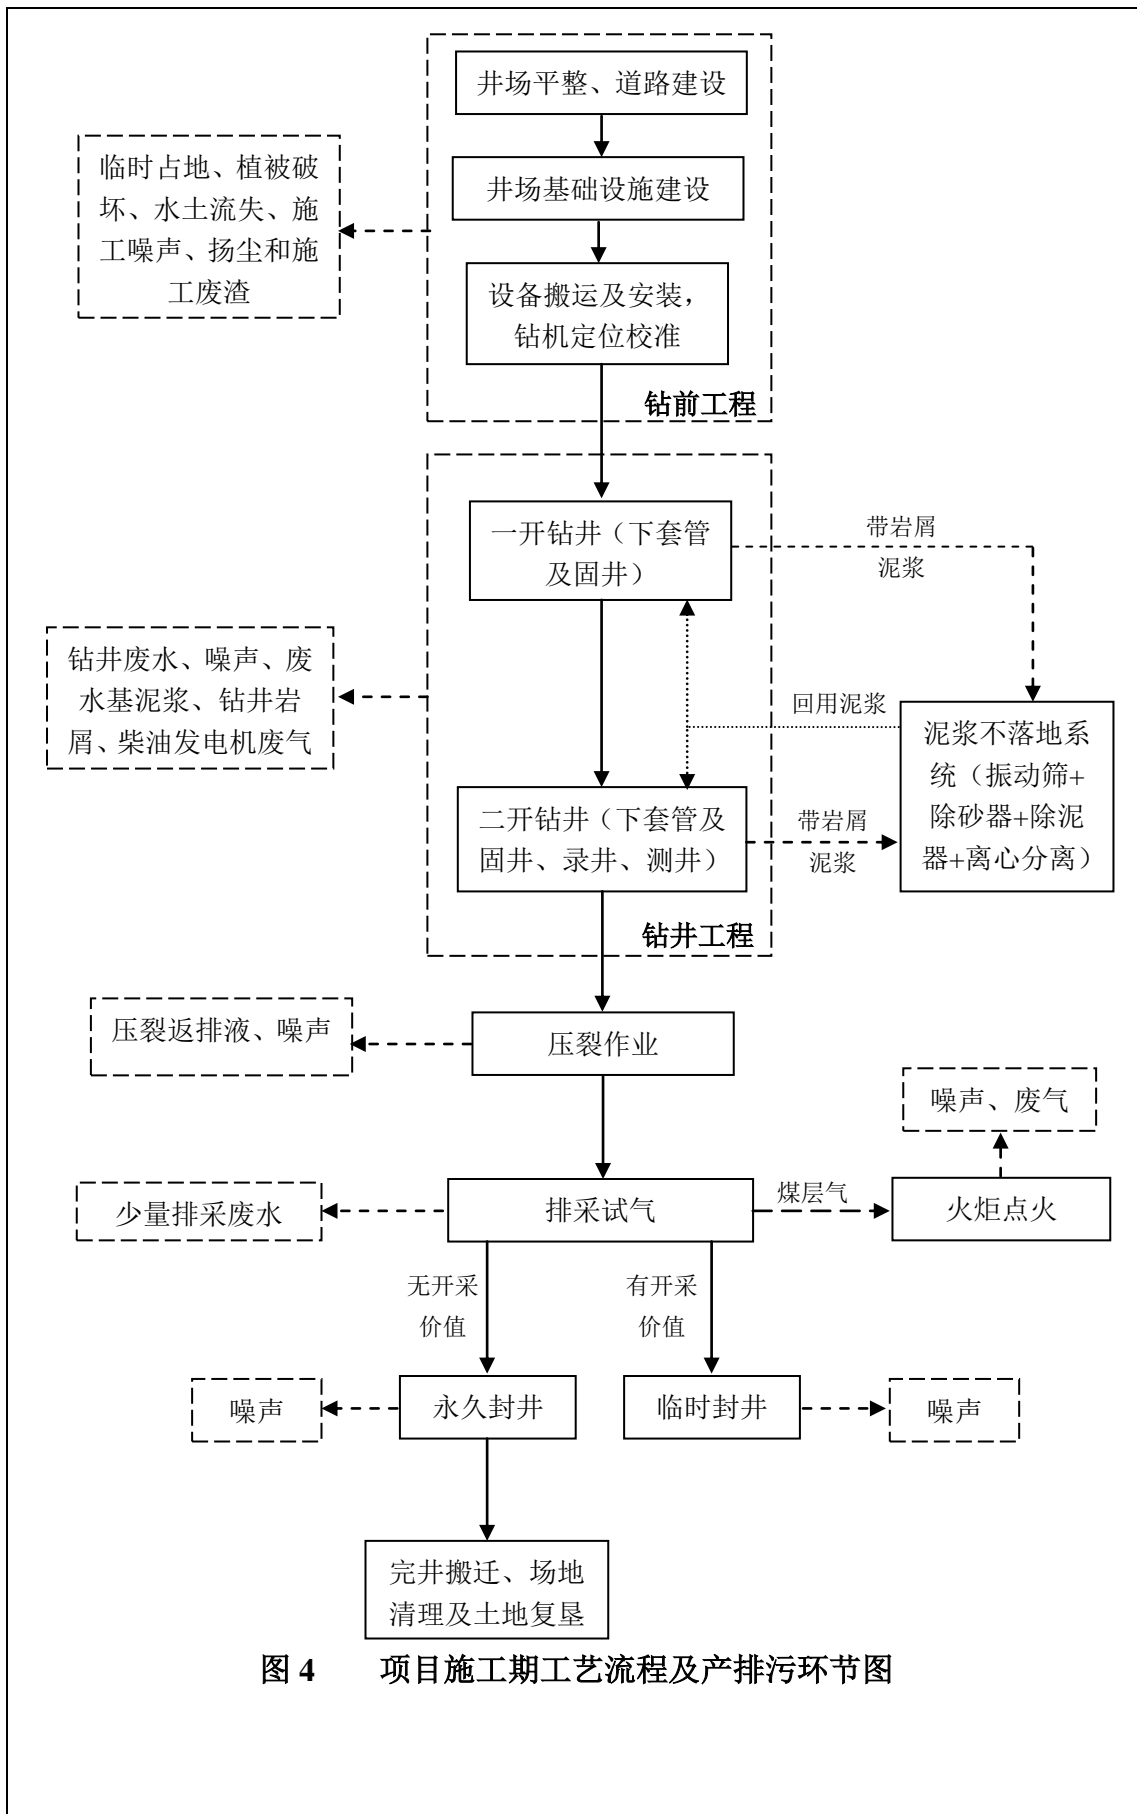 井场平整、道路建设
临时占地、植被破
坏、水土流失、施
工噪声、扬尘和施
工废渣
井场基础设施建设
设备搬运及安装，
钻机定位校准
钻前工程
一开钻井（下套管
及固井）
带岩屑
泥浆
钻井废水、噪声、废
水基泥浆、钻井岩
屑、柴油发电机废气
回用泥浆
泥浆不落地系
统（振动筛+
除砂器+除泥
器+离心分离）
二开钻井（下套管及
固井、录井、测井）
带岩屑
泥浆
钻井工程
压裂返排液、噪声
压裂作业
噪声、废气
少量排采废水
排采试气
煤层气
火炬点火
无开采
价值
有开采
价值
噪声
永久封井
临时封井
噪声
完井搬迁、场地
清理及土地复垦
图 4 项目施工期工艺流程及产排污环节图